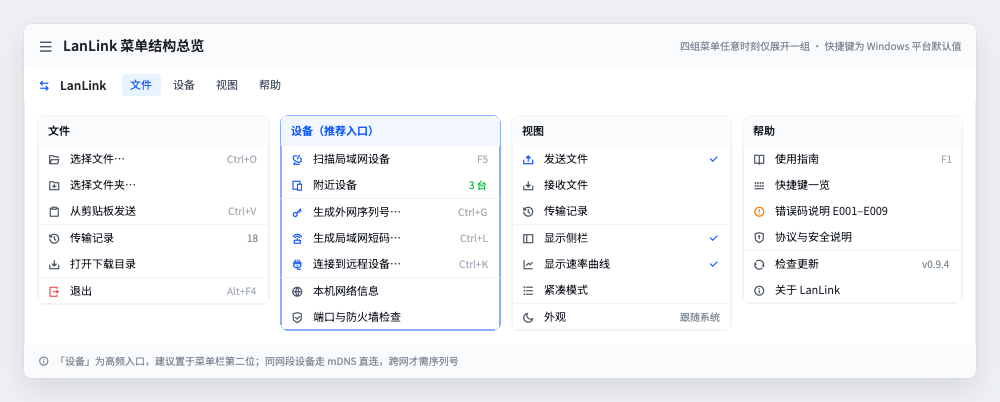 LanLink 菜单结构总览
四组菜单任意时刻仅展开一组 · 快捷键为 Windows 平台默认值
LanLink 文件 设备 视图 帮助
文件
选择文件… Ctrl+O
选择文件夹…
从剪贴板发送 Ctrl+V
传输记录 18
打开下载目录
退出 Alt+F4
设备（推荐入口）
扫描局域网设备 F5
附近设备 3 台
生成外网序列号… Ctrl+G
生成局域网短码… Ctrl+L
连接到远程设备… Ctrl+K
本机网络信息
端口与防火墙检查
视图
发送文件
接收文件
传输记录
显示侧栏
显示速率曲线
紧凑模式
外观 跟随系统
帮助
使用指南 F1
快捷键一览
错误码说明 E001–E009
协议与安全说明
检查更新 v0.9.4
关于 LanLink
「设备」为高频入口，建议置于菜单栏第二位；同网段设备走 mDNS 直连，跨网才需序列号